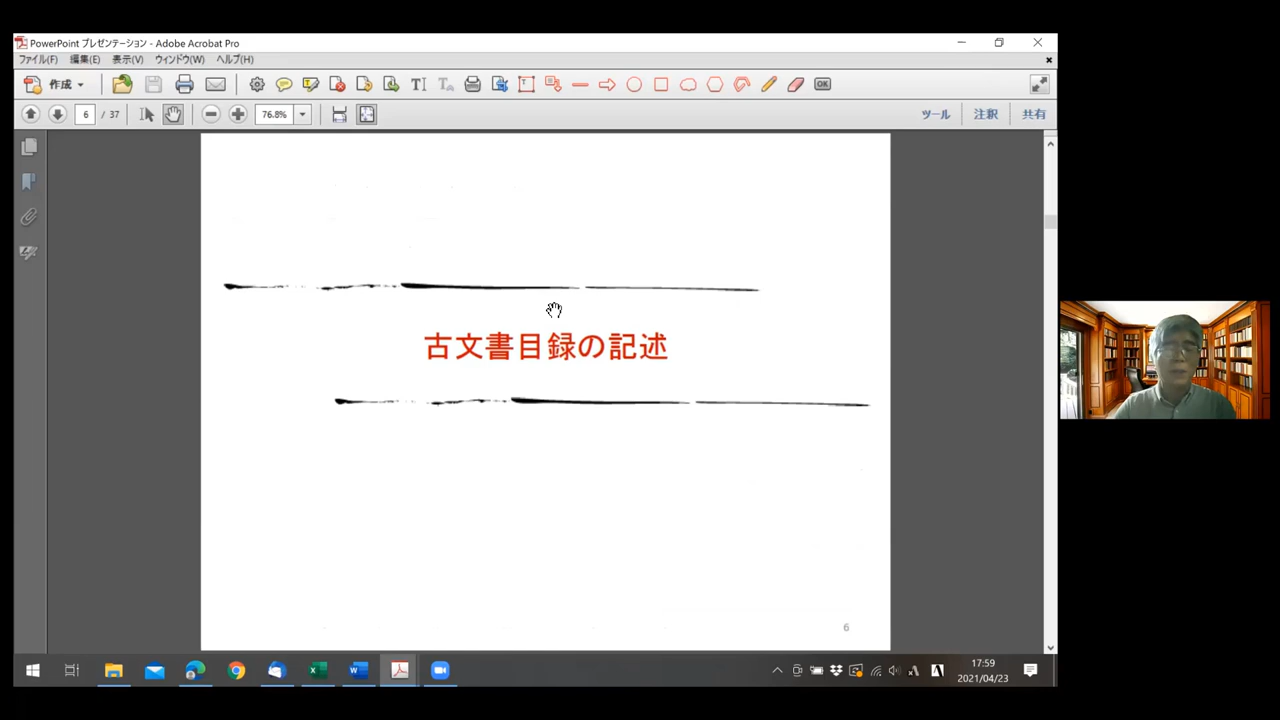 PowerPoint プレゼンテーション - Adobe Acrobat Pro
ファイル(F) 編集(E) 表示(V) ウィンドウ(W) ヘルプ(H)
作成
6 / 37 76.8% ツール 注釈 共有
古文書目録の記述
6
17:59
2021/04/23